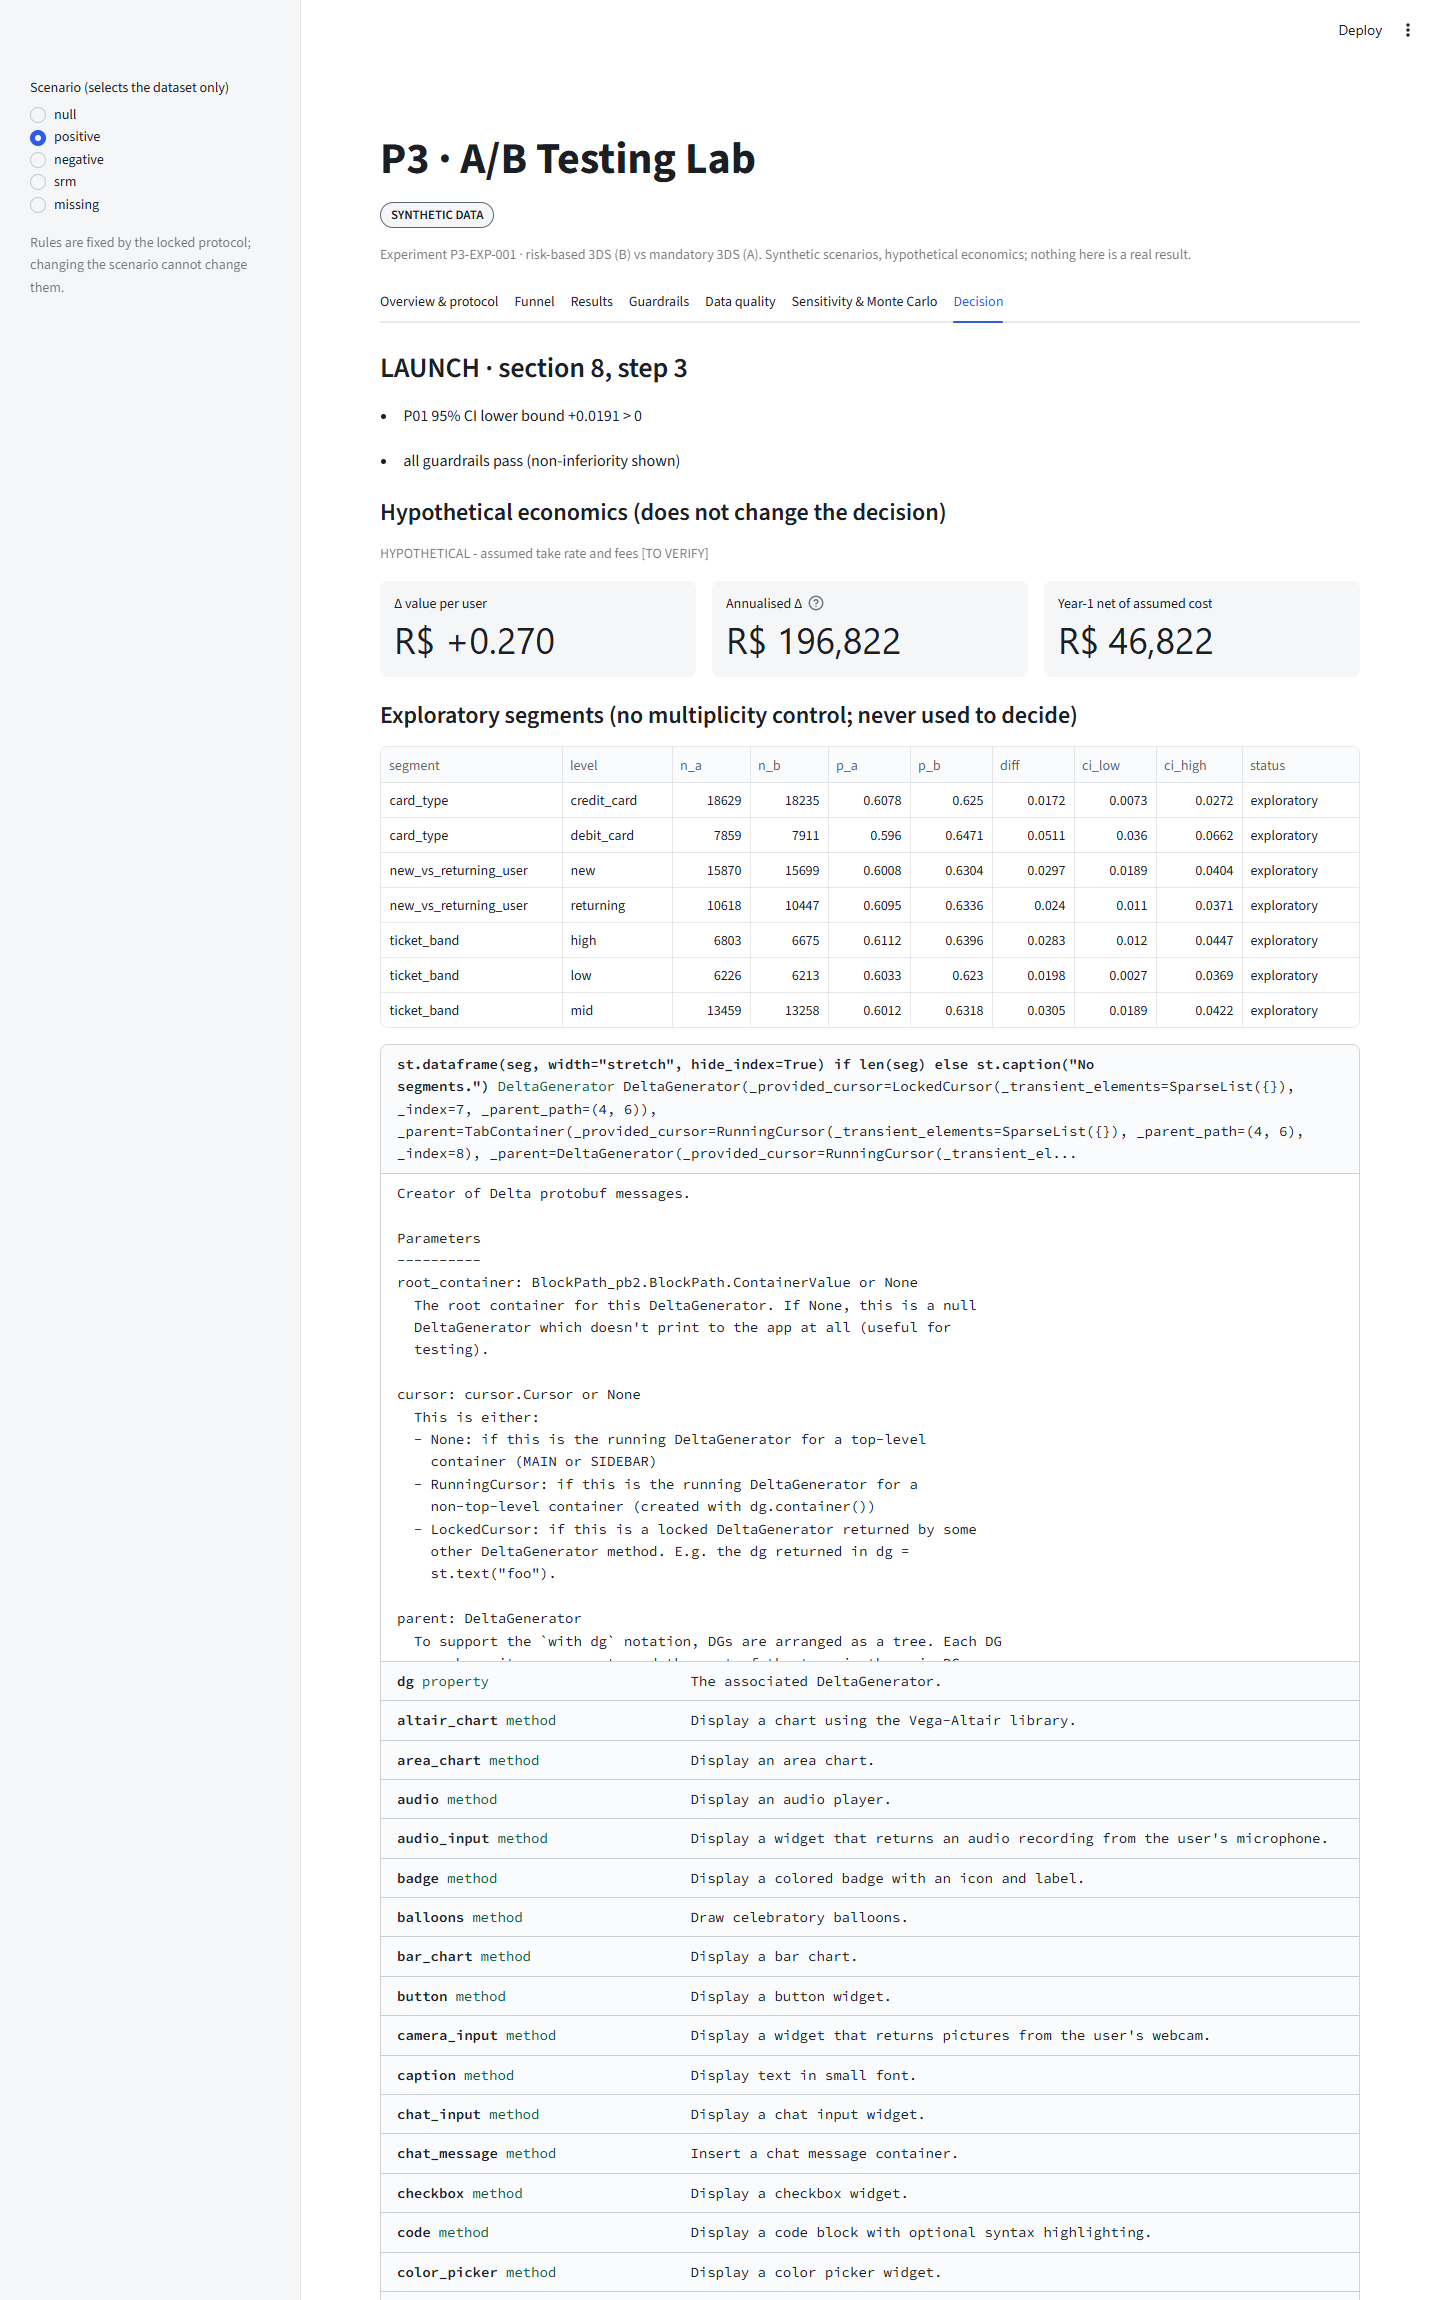 Deploy
Scenario (selects the dataset only)
null
positive
negative
srm
missing
Rules are fixed by the locked protocol;
changing the scenario cannot change
them.
P3 · A/B Testing Lab
SYNTHETIC DATA
Experiment P3-EXP-001 · risk-based 3DS (B) vs mandatory 3DS (A). Synthetic scenarios, hypothetical economics; nothing here is a real result.
Overview & protocol Funnel Results Guardrails Data quality Sensitivity & Monte Carlo Decision
LAUNCH · section 8, step 3
• P01 95% CI lower bound +0.0191 > 0
• all guardrails pass (non-inferiority shown)
Hypothetical economics (does not change the decision)
HYPOTHETICAL - assumed take rate and fees [TO VERIFY]
Δ value per user
R$ +0.270
Annualised Δ
R$ 196,822
Year-1 net of assumed cost
R$ 46,822
Exploratory segments (no multiplicity control; never used to decide)
segment level n_a n_b p_a p_b diff ci_low ci_high status
card_type credit_card 18629 18235 0.6078 0.625 0.0172 0.0073 0.0272 exploratory
card_type debit_card 7859 7911 0.596 0.6471 0.0511 0.036 0.0662 exploratory
new_vs_returning_user new 15870 15699 0.6008 0.6304 0.0297 0.0189 0.0404 exploratory
new_vs_returning_user returning 10618 10447 0.6095 0.6336 0.024 0.011 0.0371 exploratory
ticket_band high 6803 6675 0.6112 0.6396 0.0283 0.012 0.0447 exploratory
ticket_band low 6226 6213 0.6033 0.623 0.0198 0.0027 0.0369 exploratory
ticket_band mid 13459 13258 0.6012 0.6318 0.0305 0.0189 0.0422 exploratory
st.dataframe(seg, width="stretch", hide_index=True) if len(seg) else st.caption("No
segments.") DeltaGenerator DeltaGenerator(_provided_cursor=LockedCursor(_transient_elements=SparseList({}),
_index=7, _parent_path=(4, 6)),
_parent=TabContainer(_provided_cursor=RunningCursor(_transient_elements=SparseList({}), _parent_path=(4, 6),
_index=8), _parent=DeltaGenerator(_provided_cursor=RunningCursor(_transient_el...
Creator of Delta protobuf messages.
Parameters
----------
root_container: BlockPath_pb2.BlockPath.ContainerValue or None
The root container for this DeltaGenerator. If None, this is a null
DeltaGenerator which doesn't print to the app at all (useful for
testing).
cursor: cursor.Cursor or None
This is either:
- None: if this is the running DeltaGenerator for a top-level
container (MAIN or SIDEBAR)
- RunningCursor: if this is the running DeltaGenerator for a
non-top-level container (created with dg.container())
- LockedCursor: if this is a locked DeltaGenerator returned by some
other DeltaGenerator method. E.g. the dg returned in dg =
st.text("foo").
parent: DeltaGenerator
To support the `with dg` notation, DGs are arranged as a tree. Each DG
dg property The associated DeltaGenerator.
altair_chart method Display a chart using the Vega-Altair library.
area_chart method Display an area chart.
audio method Display an audio player.
audio_input method Display a widget that returns an audio recording from the user's microphone.
badge method Display a colored badge with an icon and label.
balloons method Draw celebratory balloons.
bar_chart method Display a bar chart.
button method Display a button widget.
camera_input method Display a widget that returns pictures from the user's webcam.
caption method Display text in small font.
chat_input method Display a chat input widget.
chat_message method Insert a chat message container.
checkbox method Display a checkbox widget.
code method Display a code block with optional syntax highlighting.
color_picker method Display a color picker widget.